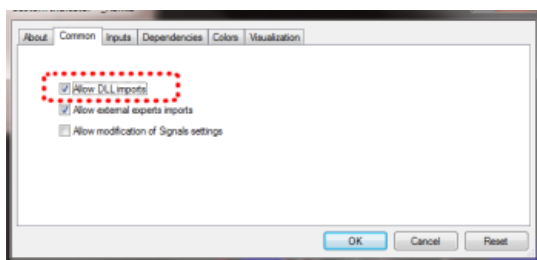 About Common Inputs Dependencies Colors Visualization
Allow DLL imports
Allow external experts imports
Allow modification of Signals settings
OK Cancel Reset